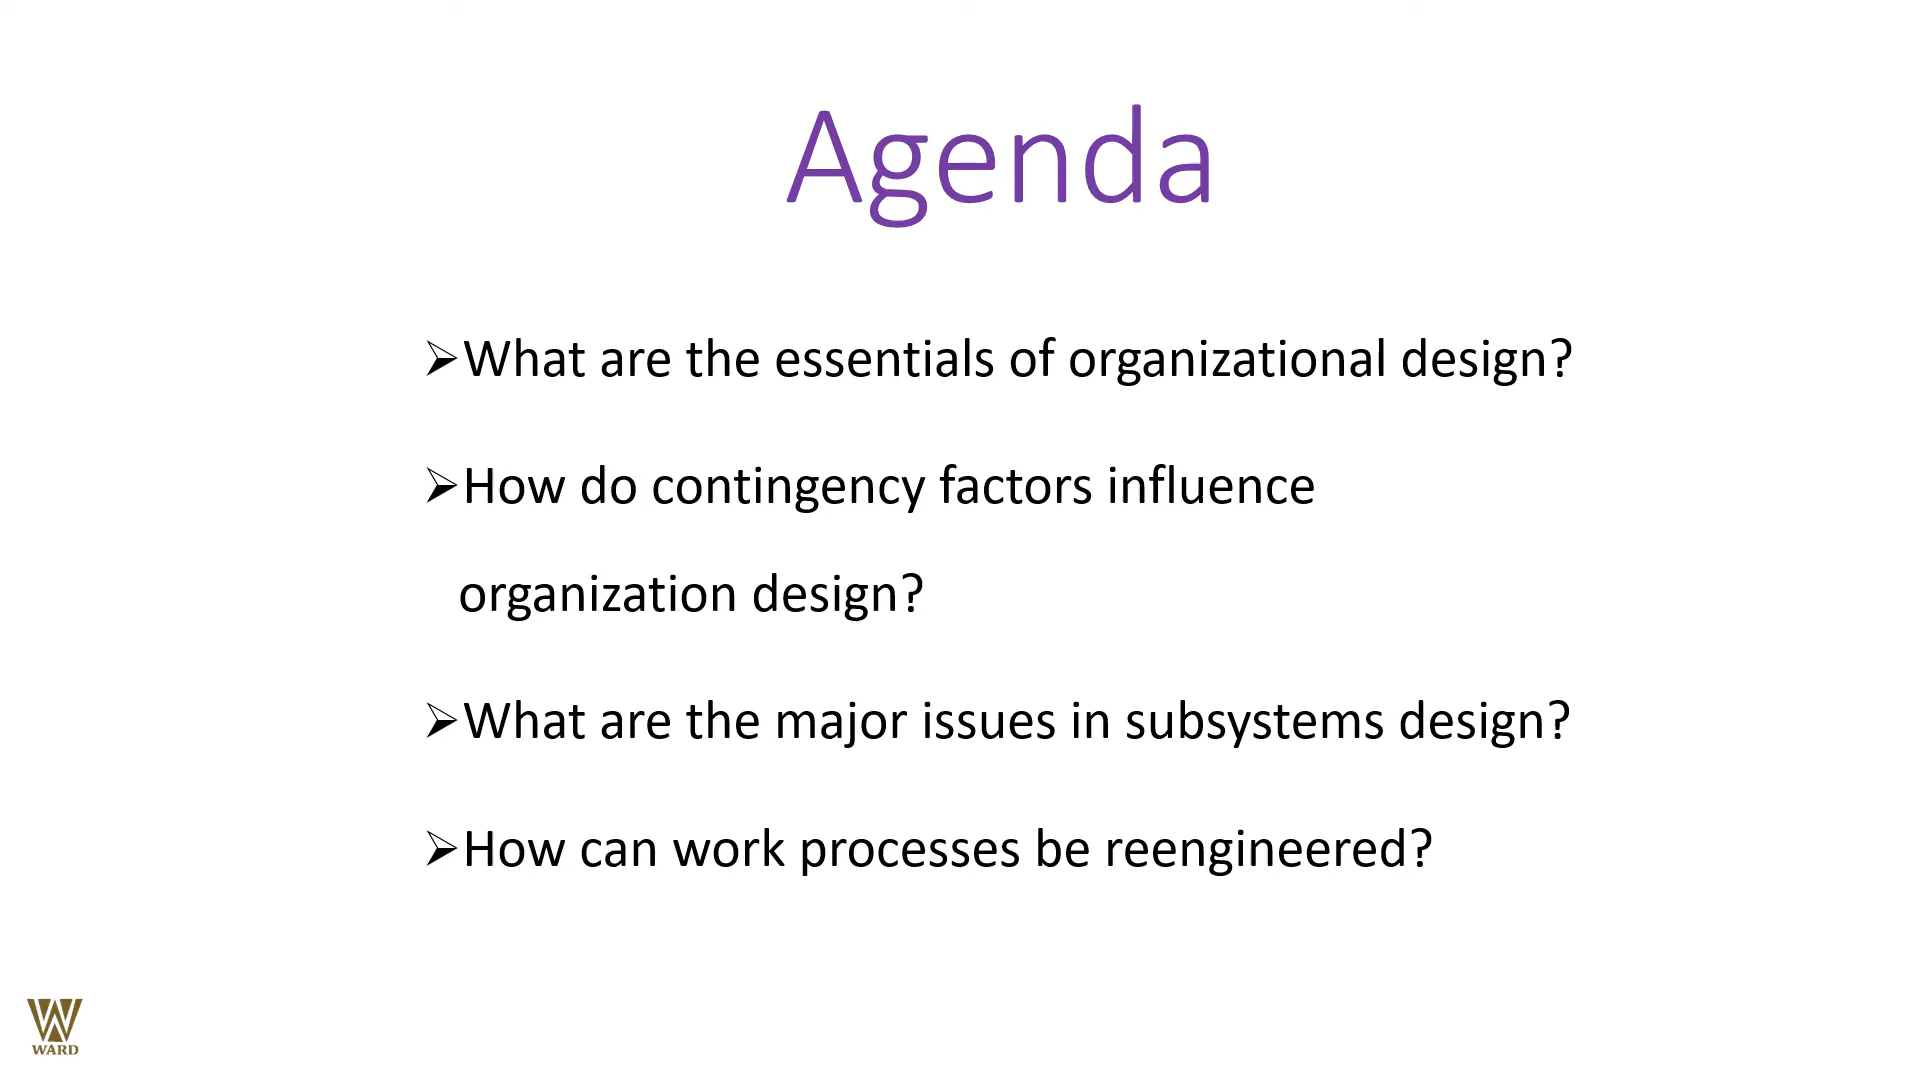 Agenda
➢What are the essentials of organizational design?
➢How do contingency factors influence
organization design?
➢What are the major issues in subsystems design?
➢How can work processes be reengineered?
WARD